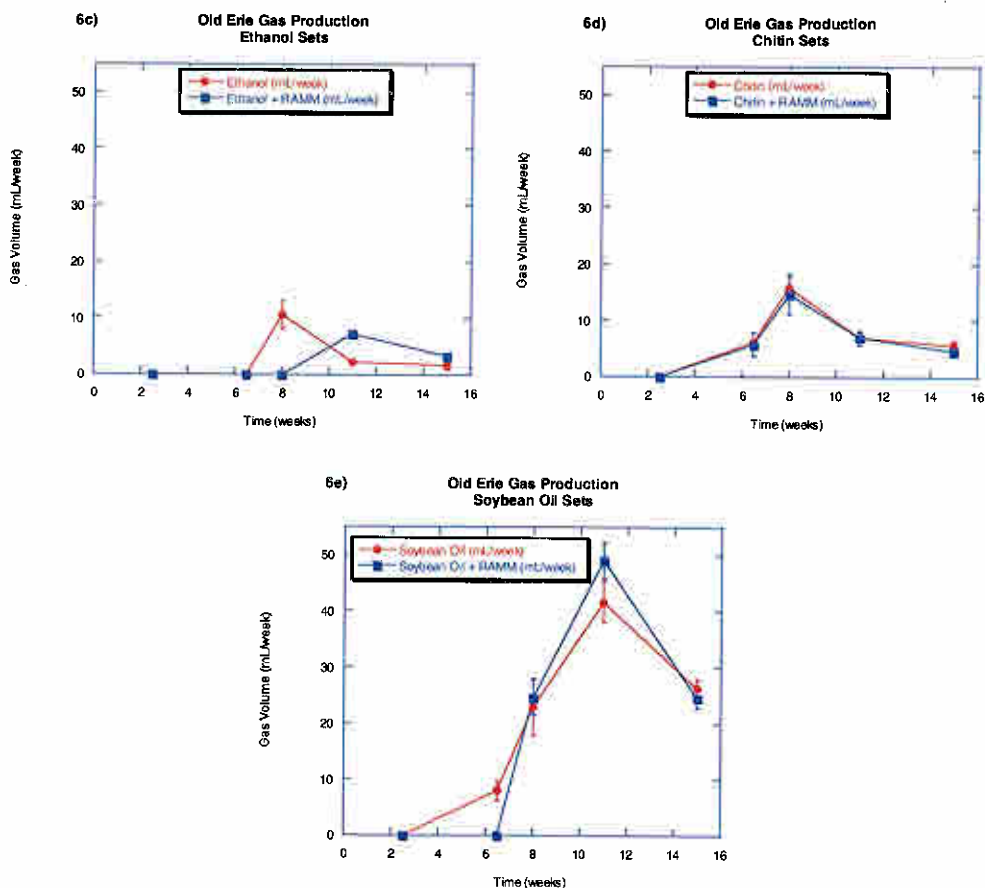 6c)
Old Erie Gas Production
Ethanol Sets
Ethanol (mL/week)
Ethanol + RAMM (mL/week)
Gas Volume (mL/week)
50
40
30
20
10
0
0 2 4 6 8 10 12 14 16
Time (weeks)
6d)
Old Erie Gas Production
Chitin Sets
Chitin (mL/week)
Chitin + RAMM (mL/week)
Gas Volume (mL/week)
50
40
30
20
10
0
0 2 4 6 8 10 12 14 16
Time (weeks)
6e)
Old Erie Gas Production
Soybean Oil Sets
Soybean Oil (mL/week)
Soybean Oil + RAMM (mL/week)
Gas Volume (mL/week)
50
40
30
20
10
0
0 2 4 6 8 10 12 14 16
Time (weeks)